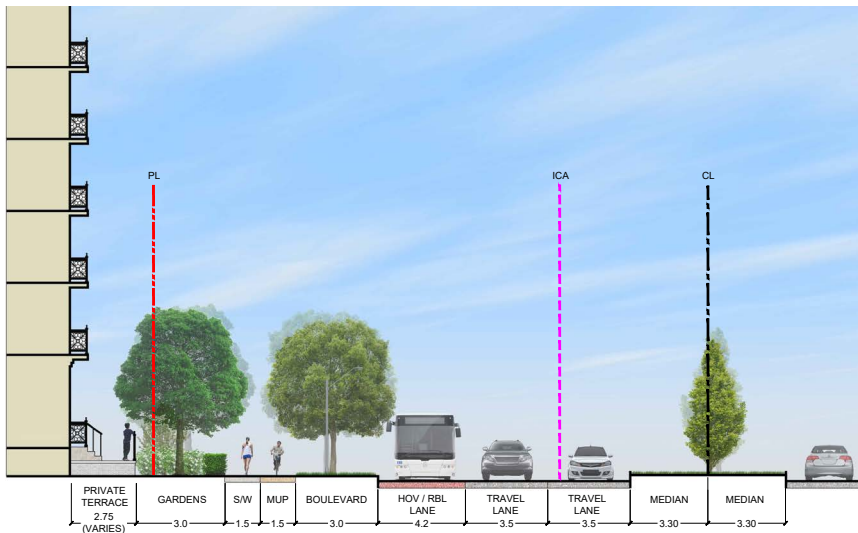 PL
ICA
CL
PRIVATE
TERRACE
2.75
(VARIES)
GARDENS
3.0
S/W
1.5
MUP
1.5
BOULEVARD
3.0
HOV / RBL
LANE
4.2
TRAVEL
LANE
3.5
TRAVEL
LANE
3.5
MEDIAN
3.30
MEDIAN
3.30